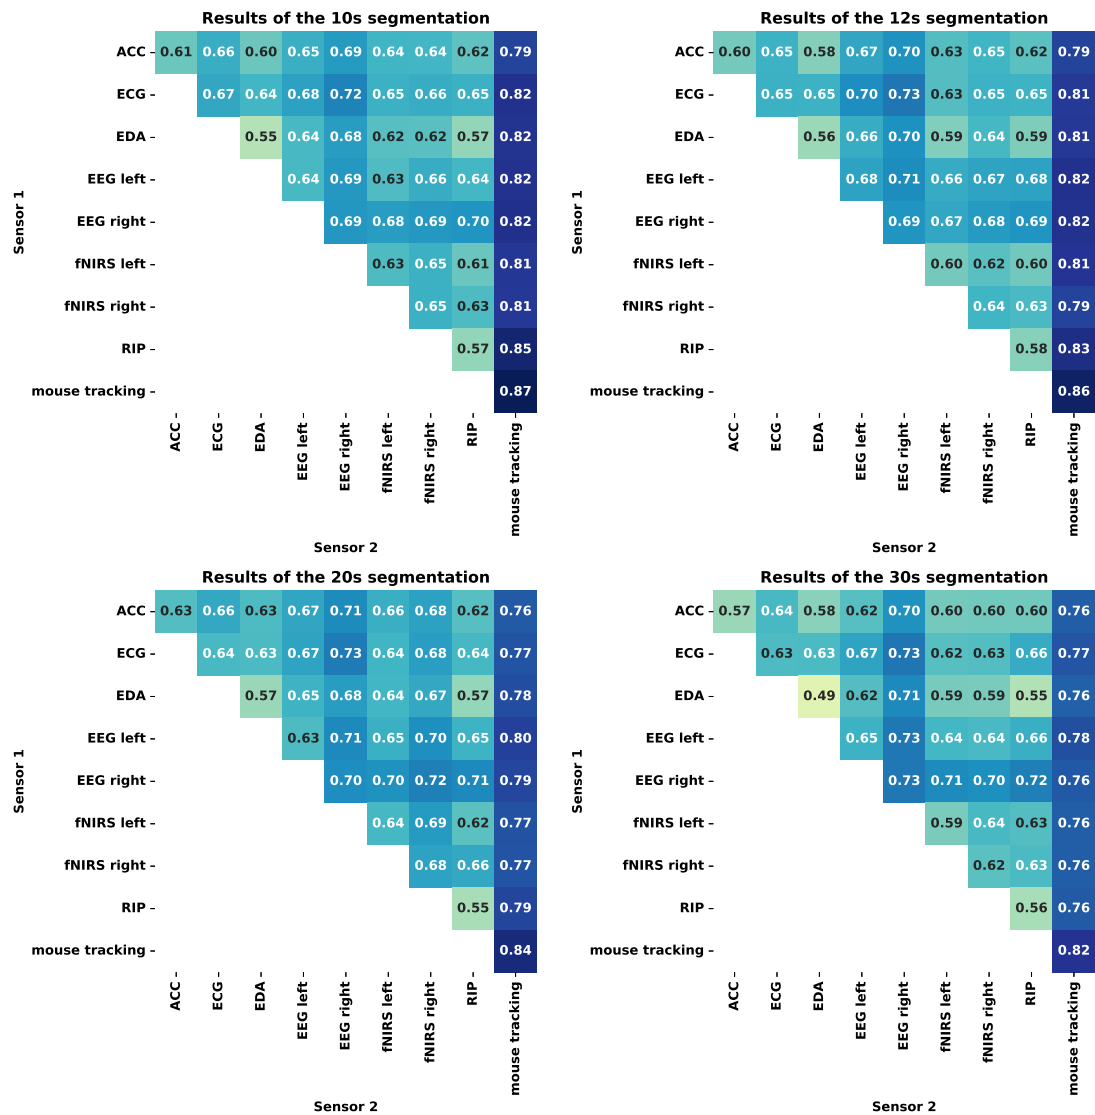 Results of the 10s segmentation
ACC 0.61 0.66 0.60 0.65 0.69 0.64 0.64 0.62 0.79
ECG 0.67 0.64 0.68 0.72 0.65 0.66 0.65 0.82
EDA 0.55 0.64 0.68 0.62 0.62 0.57 0.82
EEG left 0.64 0.69 0.63 0.66 0.64 0.82
EEG right 0.69 0.68 0.69 0.70 0.82
fNIRS left 0.63 0.65 0.61 0.81
fNIRS right 0.65 0.63 0.81
RIP 0.57 0.85
mouse tracking 0.87
Sensor 1
ACC ECG EDA EEG left EEG right fNIRS left fNIRS right RIP mouse tracking
Sensor 2
Results of the 12s segmentation
ACC 0.60 0.65 0.58 0.67 0.70 0.63 0.65 0.62 0.79
ECG 0.65 0.65 0.70 0.73 0.63 0.65 0.65 0.81
EDA 0.56 0.66 0.70 0.59 0.64 0.59 0.81
EEG left 0.68 0.71 0.66 0.67 0.68 0.82
EEG right 0.69 0.67 0.68 0.69 0.82
fNIRS left 0.60 0.62 0.60 0.81
fNIRS right 0.64 0.63 0.79
RIP 0.58 0.83
mouse tracking 0.86
Sensor 1
ACC ECG EDA EEG left EEG right fNIRS left fNIRS right RIP mouse tracking
Sensor 2
Results of the 20s segmentation
ACC 0.63 0.66 0.63 0.67 0.71 0.66 0.68 0.62 0.76
ECG 0.64 0.63 0.67 0.73 0.64 0.68 0.64 0.77
EDA 0.57 0.65 0.68 0.64 0.67 0.57 0.78
EEG left 0.63 0.71 0.65 0.70 0.65 0.80
EEG right 0.70 0.70 0.72 0.71 0.79
fNIRS left 0.64 0.69 0.62 0.77
fNIRS right 0.68 0.66 0.77
RIP 0.55 0.79
mouse tracking 0.84
Sensor 1
ACC ECG EDA EEG left EEG right fNIRS left fNIRS right RIP mouse tracking
Sensor 2
Results of the 30s segmentation
ACC 0.57 0.64 0.58 0.62 0.70 0.60 0.60 0.60 0.76
ECG 0.63 0.63 0.67 0.73 0.62 0.63 0.66 0.77
EDA 0.49 0.62 0.71 0.59 0.59 0.55 0.76
EEG left 0.65 0.73 0.64 0.64 0.66 0.78
EEG right 0.73 0.71 0.70 0.72 0.76
fNIRS left 0.59 0.64 0.63 0.76
fNIRS right 0.62 0.63 0.76
RIP 0.56 0.76
mouse tracking 0.82
Sensor 1
ACC ECG EDA EEG left EEG right fNIRS left fNIRS right RIP mouse tracking
Sensor 2